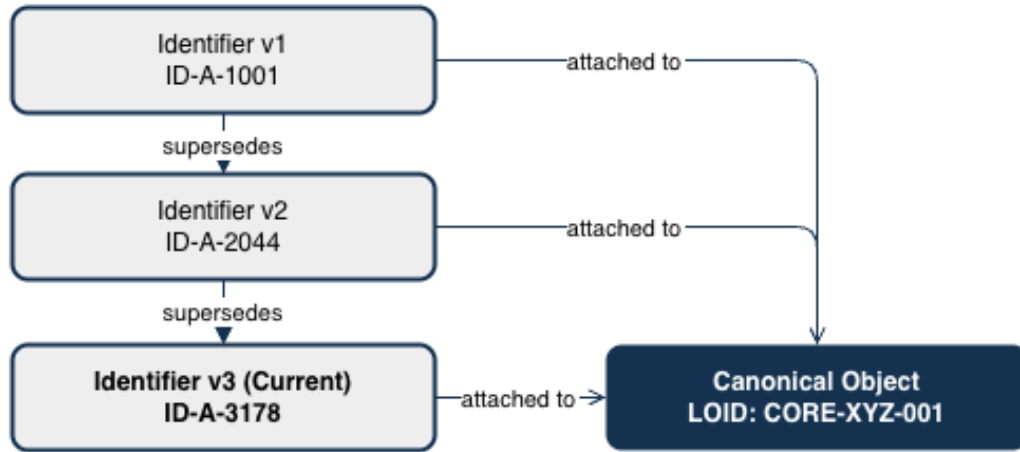 Identifier v1
ID-A-1001
attached to
supersedes
Identifier v2
ID-A-2044
attached to
supersedes
Identifier v3 (Current)
ID-A-3178
attached to
Canonical Object
LOID: CORE-XYZ-001